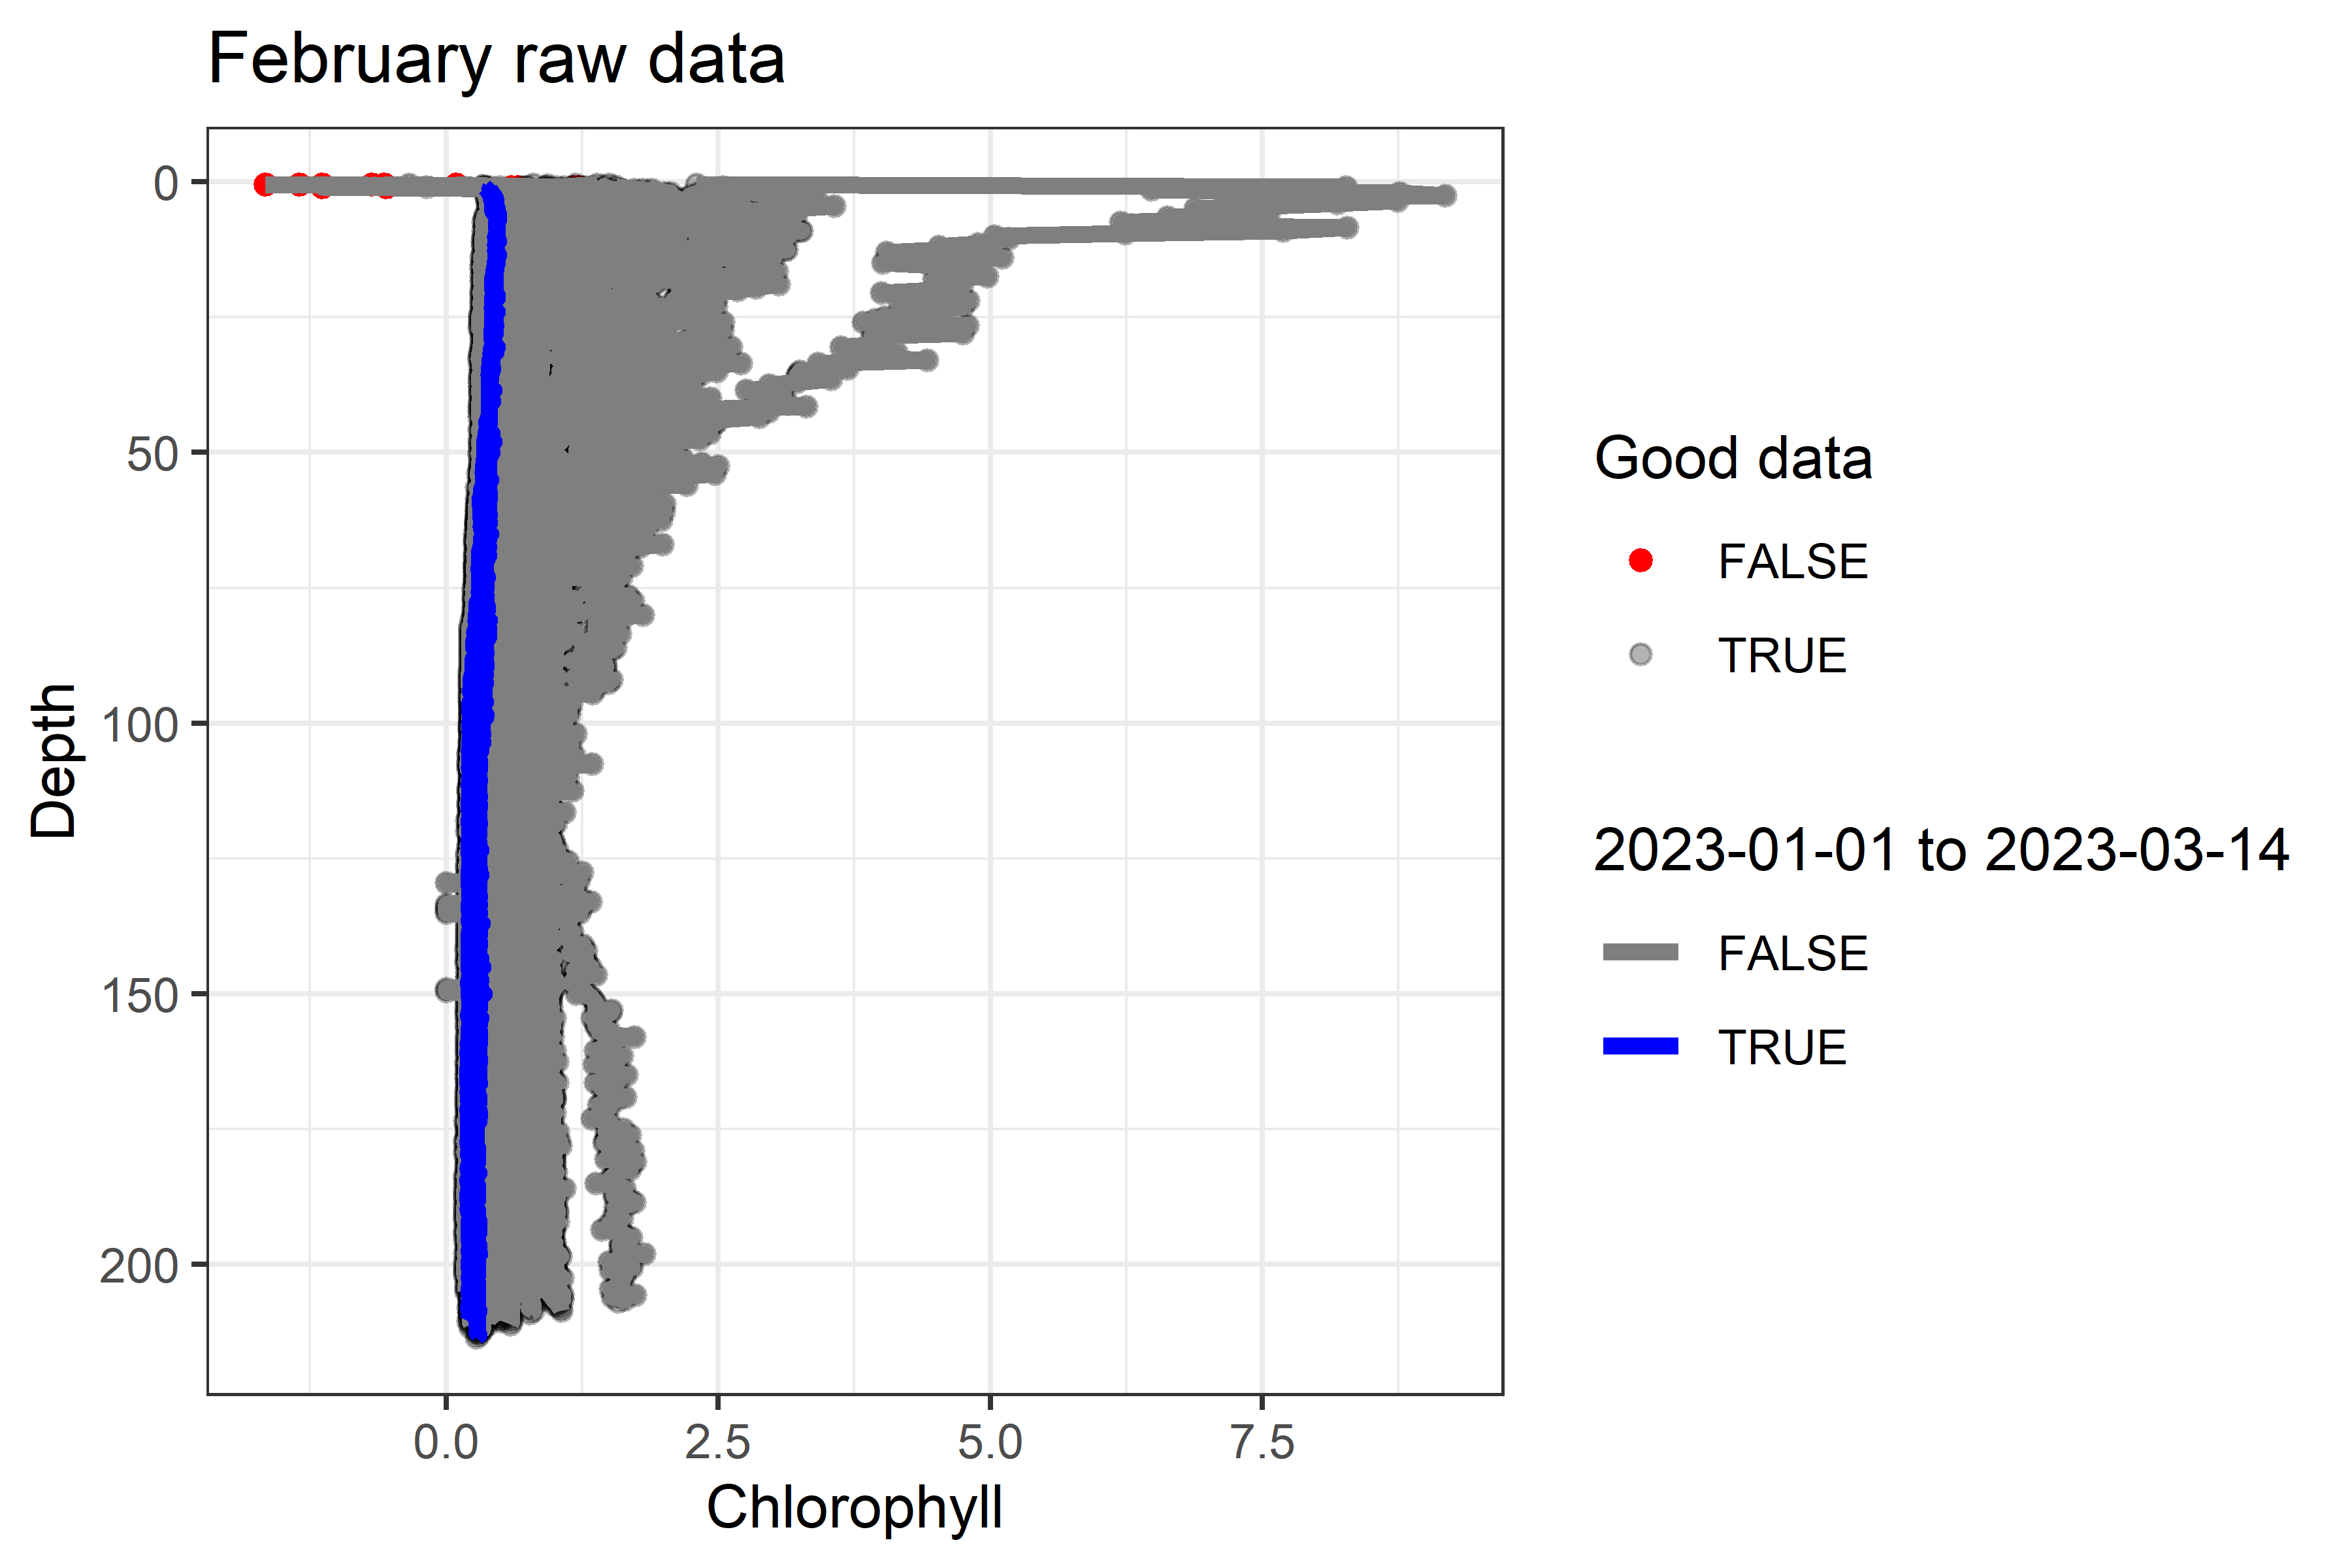 February raw data
0
50
100
150
200
Depth
0.0
2.5
5.0
7.5
Chlorophyll
Good data
FALSE
TRUE
2023-01-01 to 2023-03-14
FALSE
TRUE